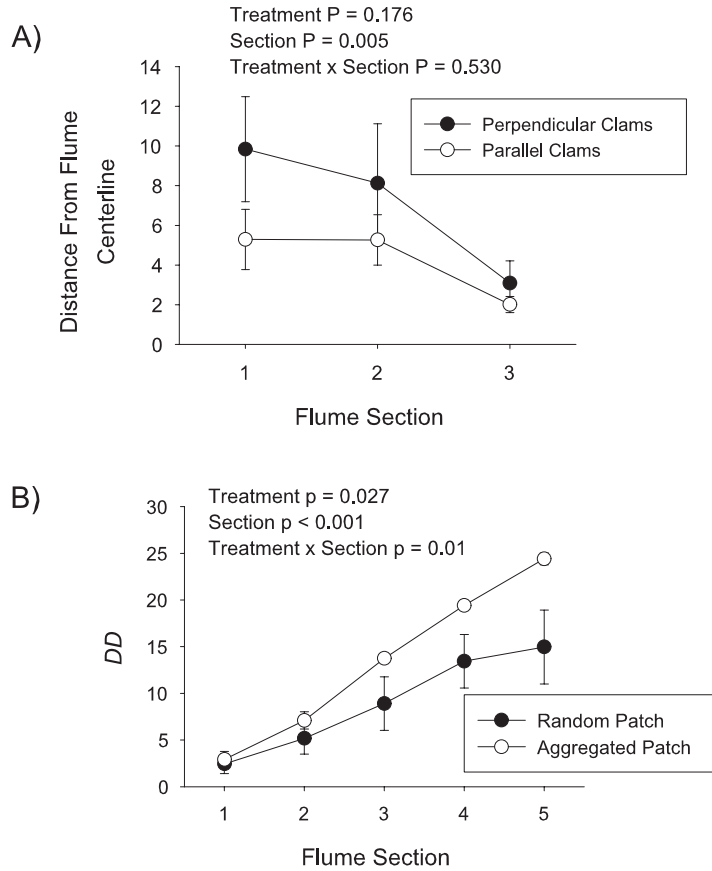 A)
Treatment P = 0.176
Section P = 0.005
Treatment x Section P = 0.530
14
12
10
8
6
4
2
0
Distance From Flume
Centerline
Perpendicular Clams
Parallel Clams
1 2 3
Flume Section
B)
Treatment p = 0.027
Section p < 0.001
Treatment x Section p = 0.01
30
25
20
15
10
5
0
DD
Random Patch
Aggregated Patch
1 2 3 4 5
Flume Section